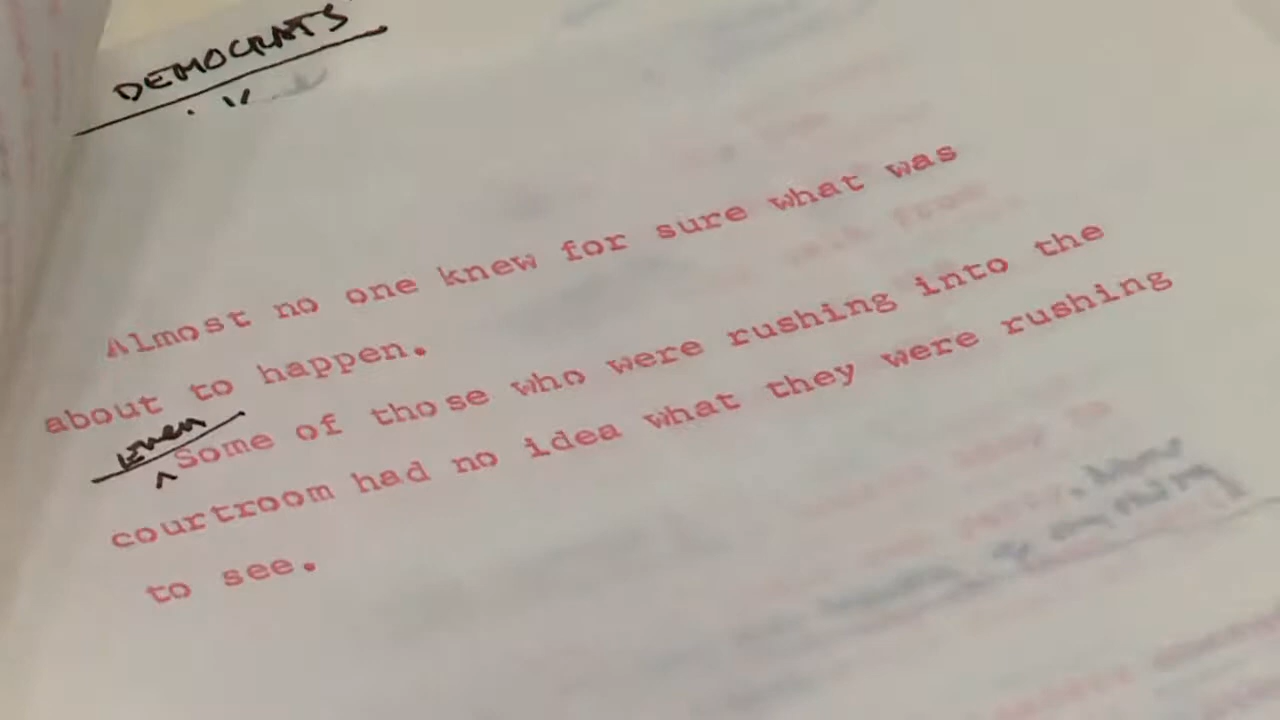 DEMOCRATS
Almost no one knew for sure what was
about to happen.
Even
Some of those who were rushing into the
courtroom had no idea what they were rushing
to see.